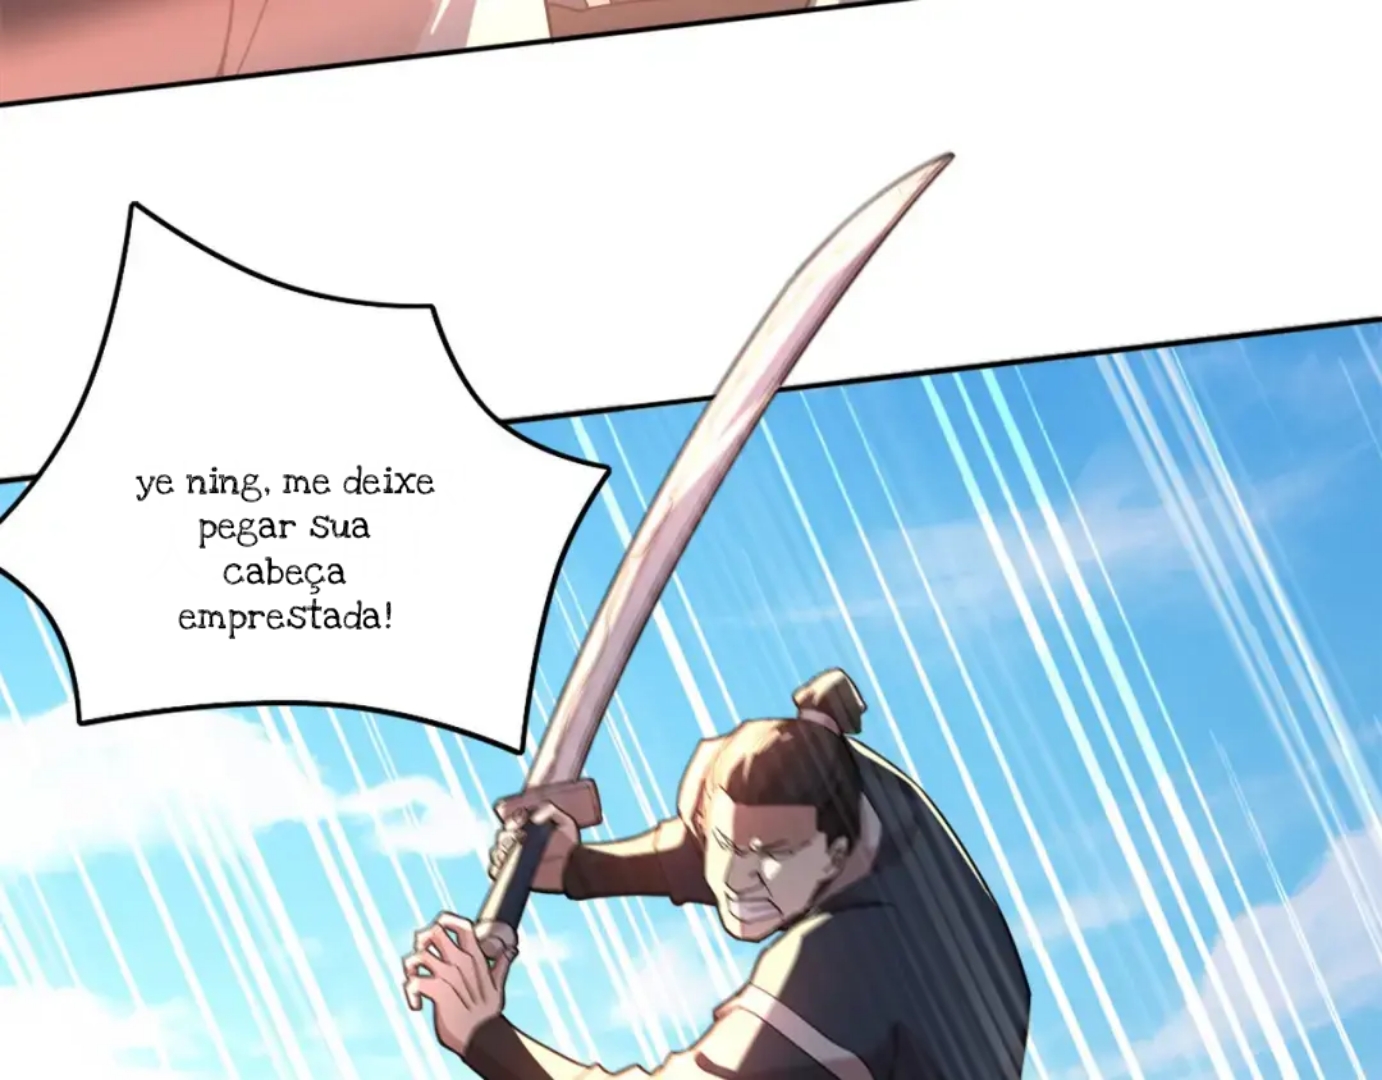 ye ning, me deixe
pegar sua
cabeça
emprestada!